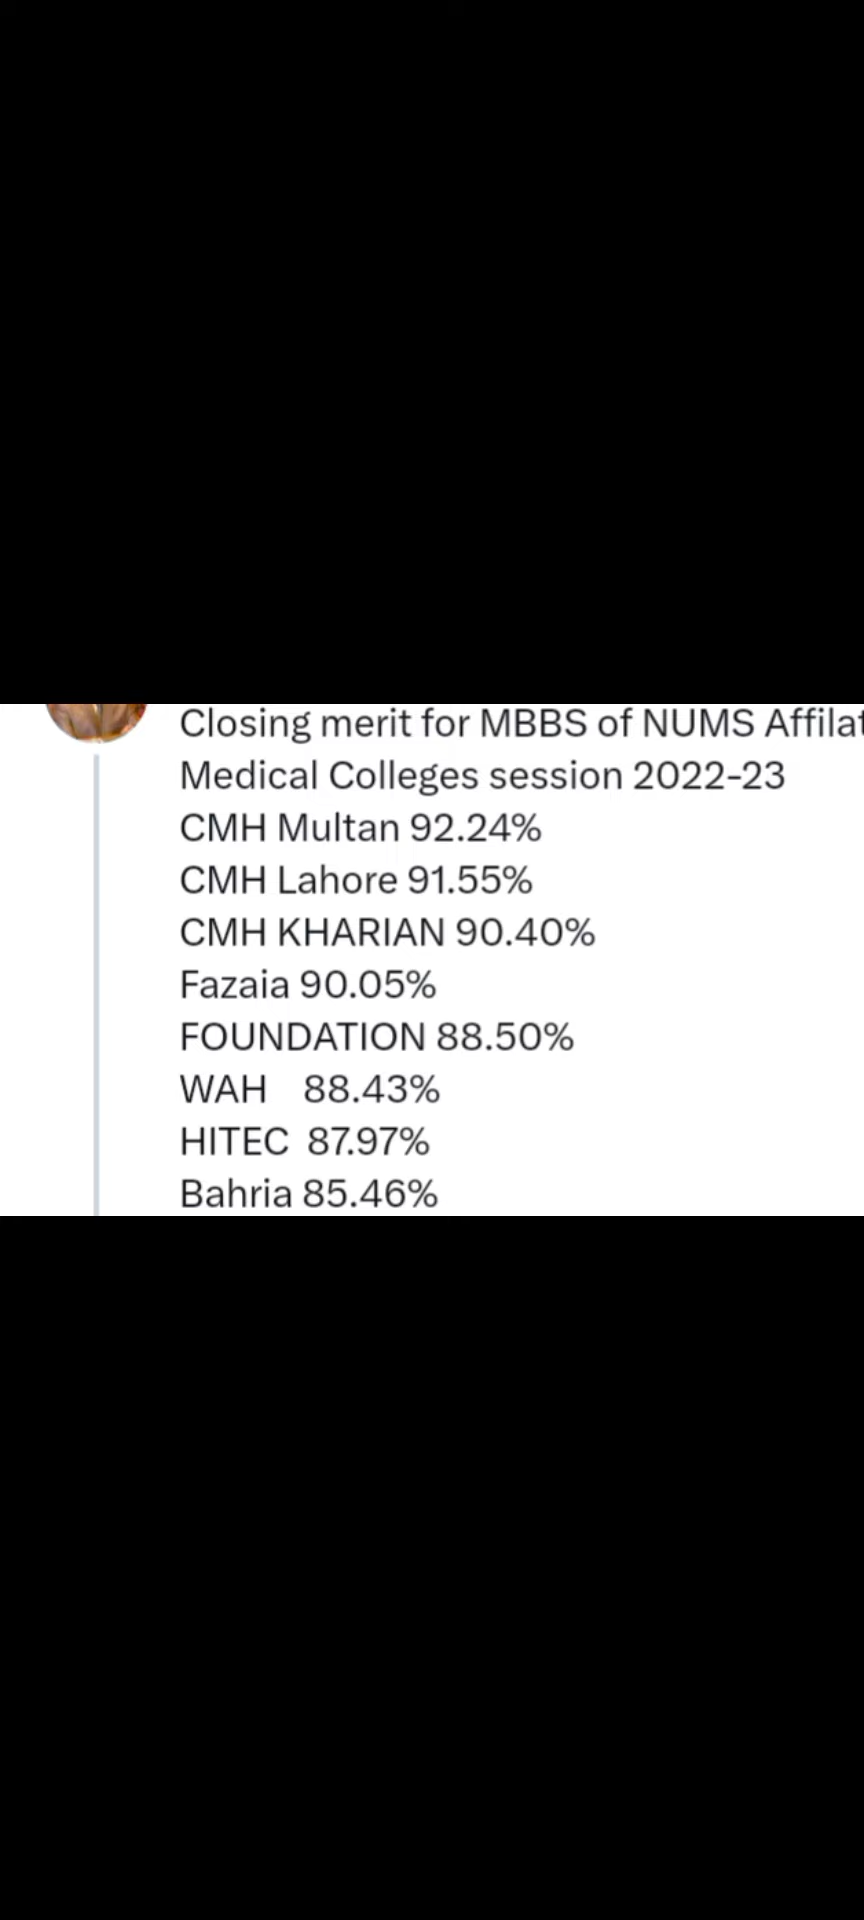 Closing merit for MBBS of NUMS Affilat
Medical Colleges session 2022-23
CMH Multan 92.24%
CMH Lahore 91.55%
CMH KHARIAN 90.40%
Fazaia 90.05%
FOUNDATION 88.50%
WAH 88.43%
HITEC 87.97%
Bahria 85.46%